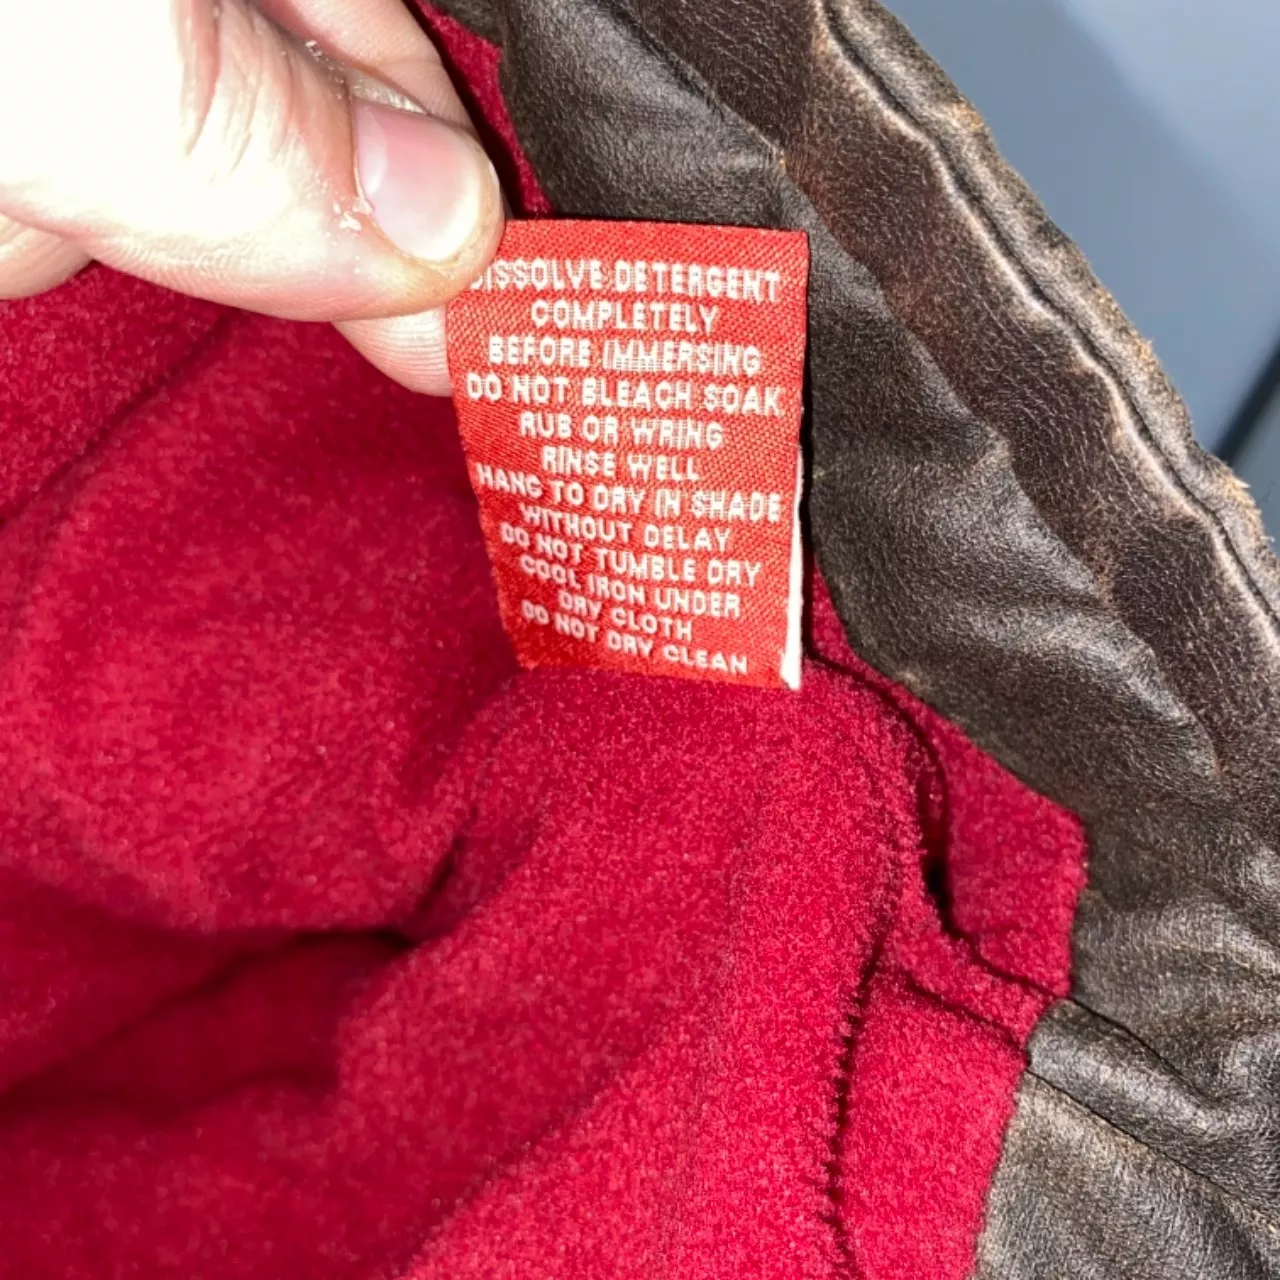 DISSOLVE DETERGENT
COMPLETELY
BEFORE IMMERSING
DO NOT BLEACH SOAK
RUB OR WRING
RINSE WELL
HANG TO DRY IN SHADE
WITHOUT DELAY
DO NOT TUMBLE DRY
COOL IRON UNDER
DRY CLOTH
DO NOT DRY CLEAN